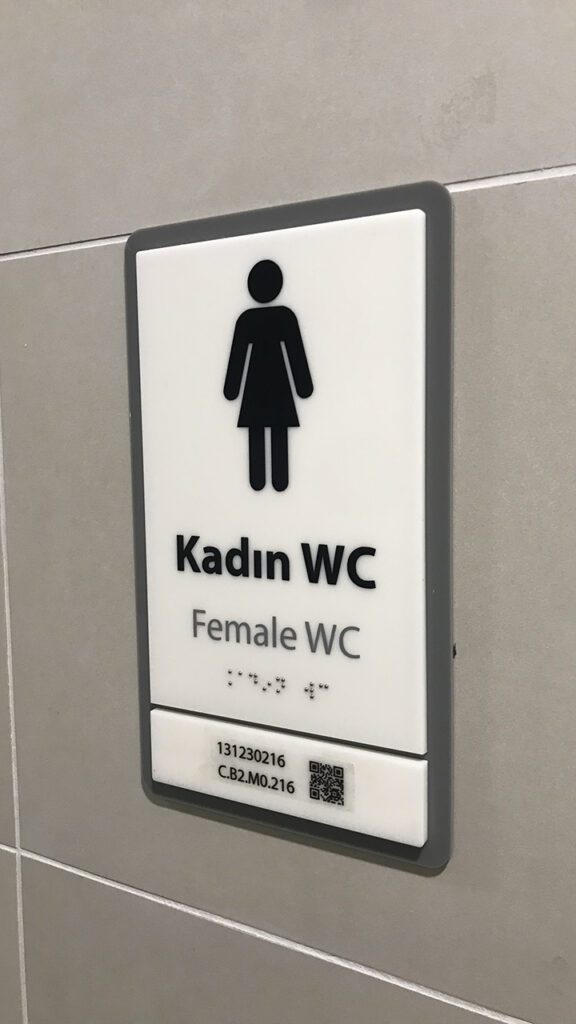 Kadın WC
Female WC
131230216
C.B2.M0.216